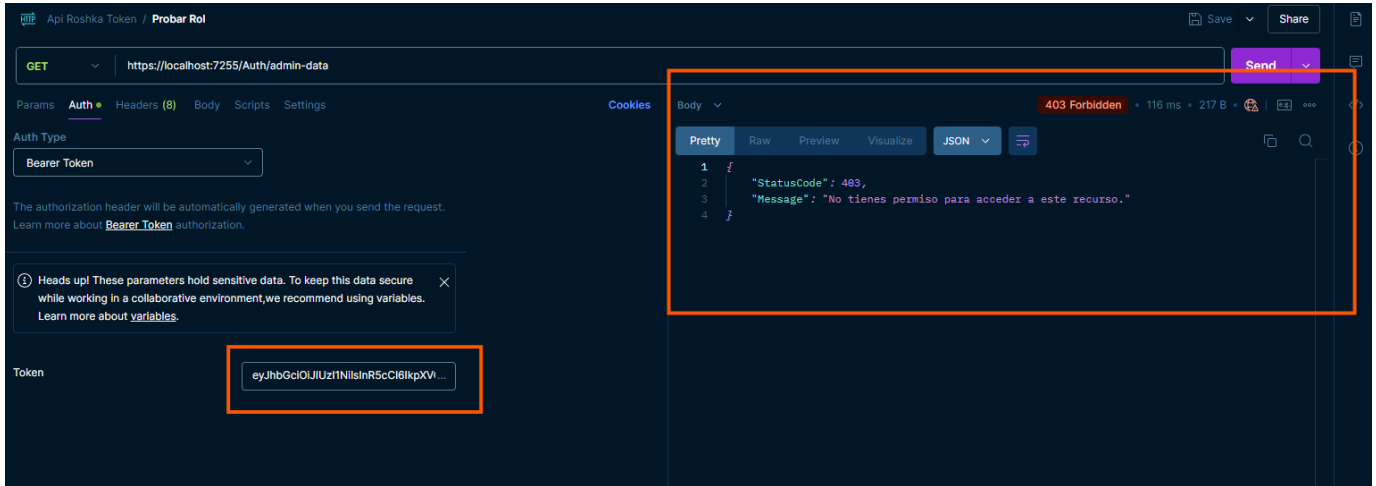 HTTP Api Roshka Token / Probar Rol
Save
Share
GET
https://localhost:7255/Auth/admin-data
Send
Params Auth Headers (8) Body Scripts Settings
Cookies
Auth Type
Bearer Token
The authorization header will be automatically generated when you send the request.
Learn more about Bearer Token authorization.
Heads up! These parameters hold sensitive data. To keep this data secure
while working in a collaborative environment,we recommend using variables.
Learn more about variables.
Token
Body
403 Forbidden • 116 ms • 217 B
e.g.
Pretty Raw Preview Visualize JSON
1 {
2 "StatusCode": 403,
3 "Message": "No tienes permiso para acceder a este recurso."
4 }